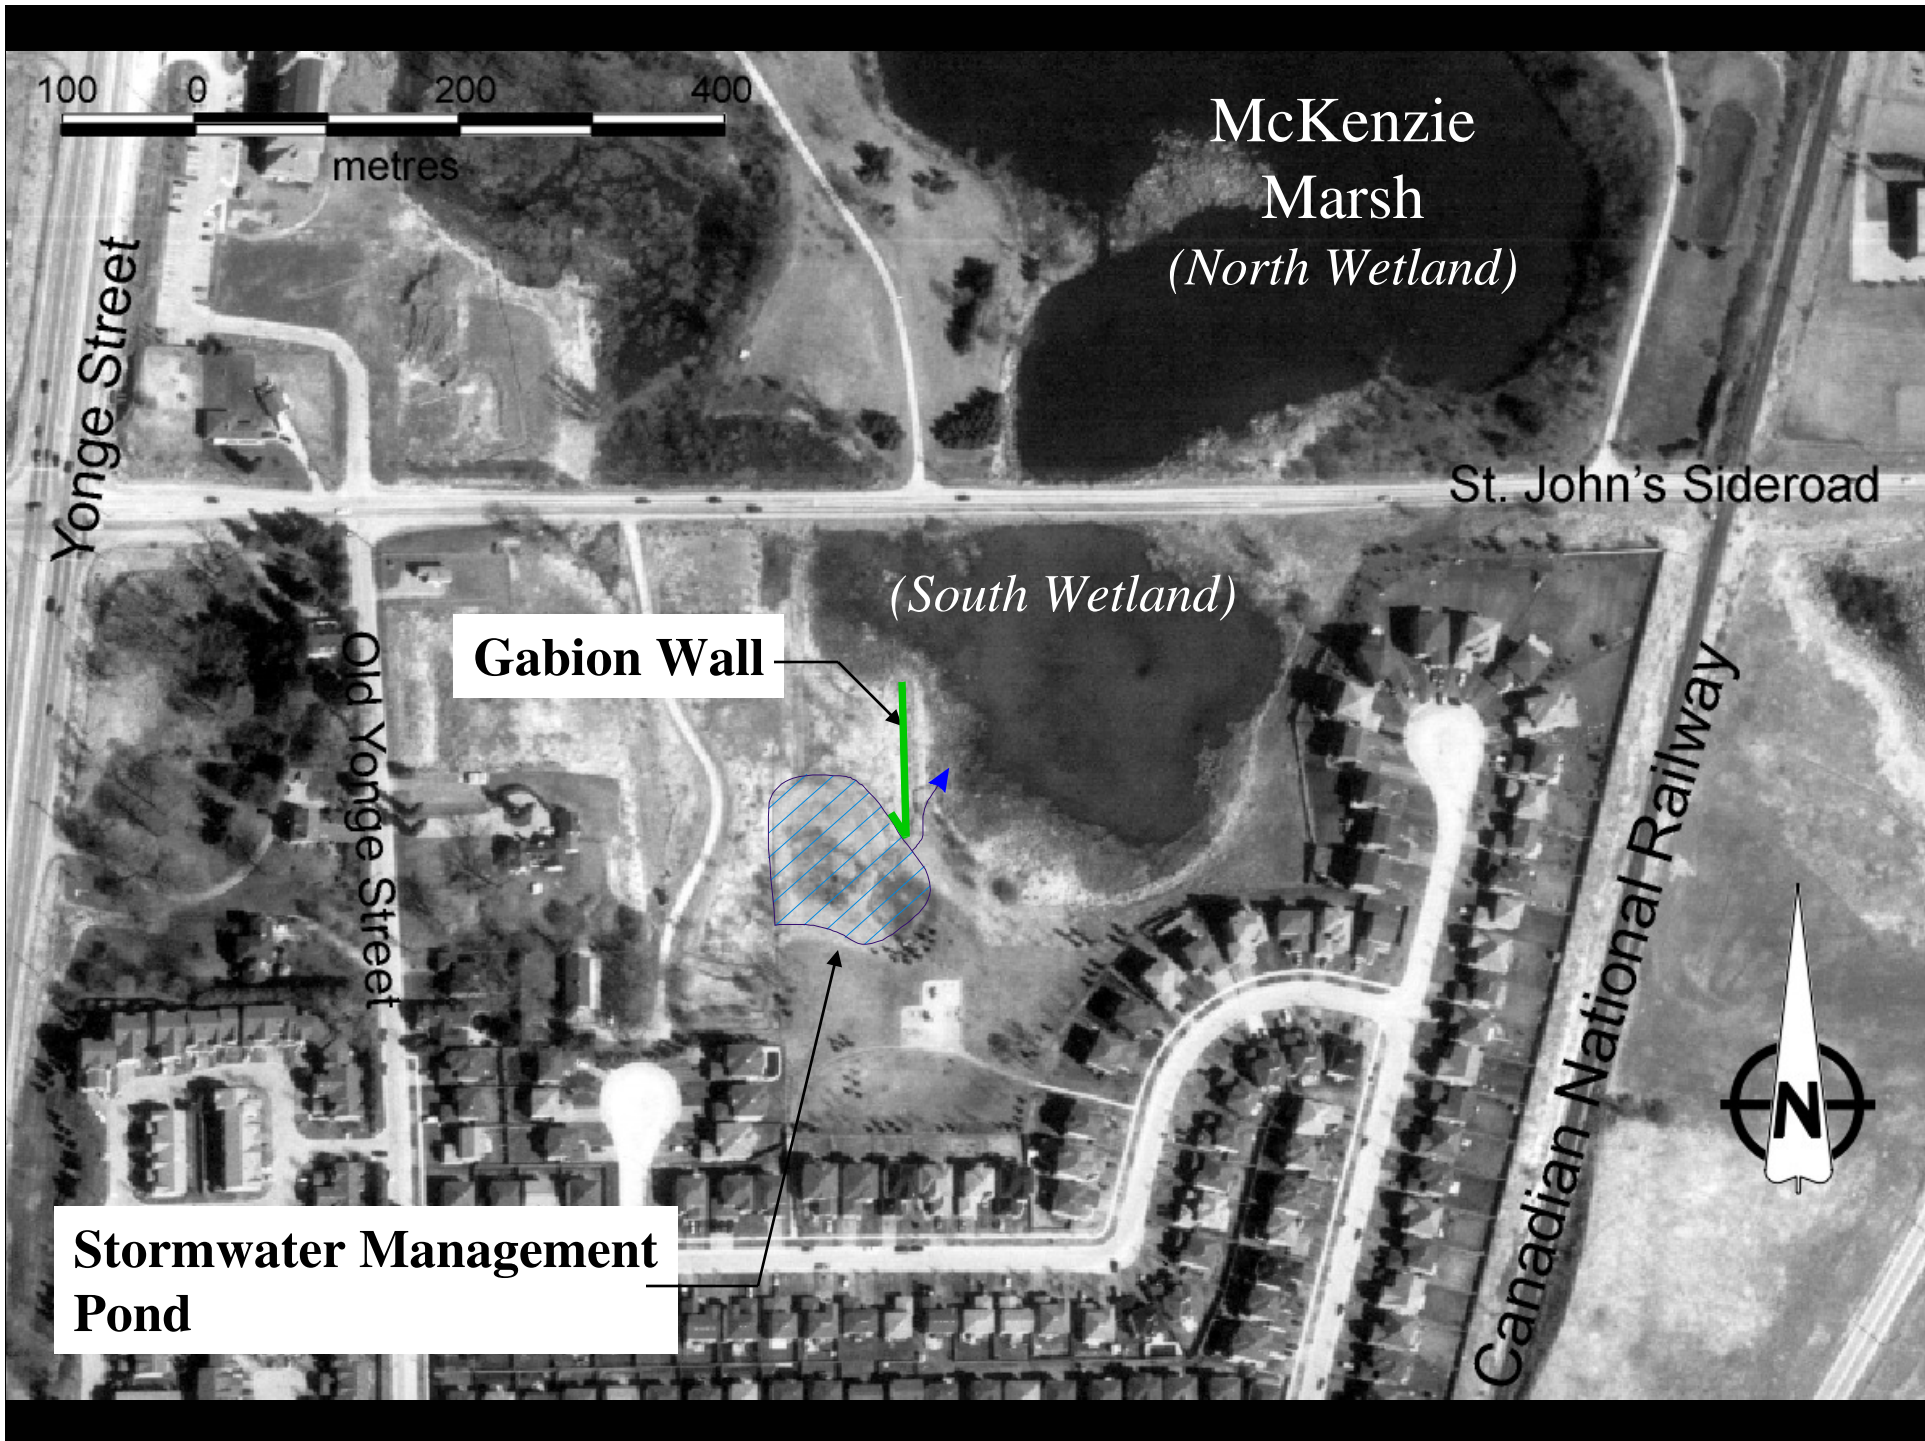 100 0 200 400
metres
McKenzie
Marsh
(North Wetland)
Yonge Street
St. John’s Sideroad
(South Wetland)
Gabion Wall
Old Yonge Street
Canadian National Railway
N
Stormwater Management
Pond